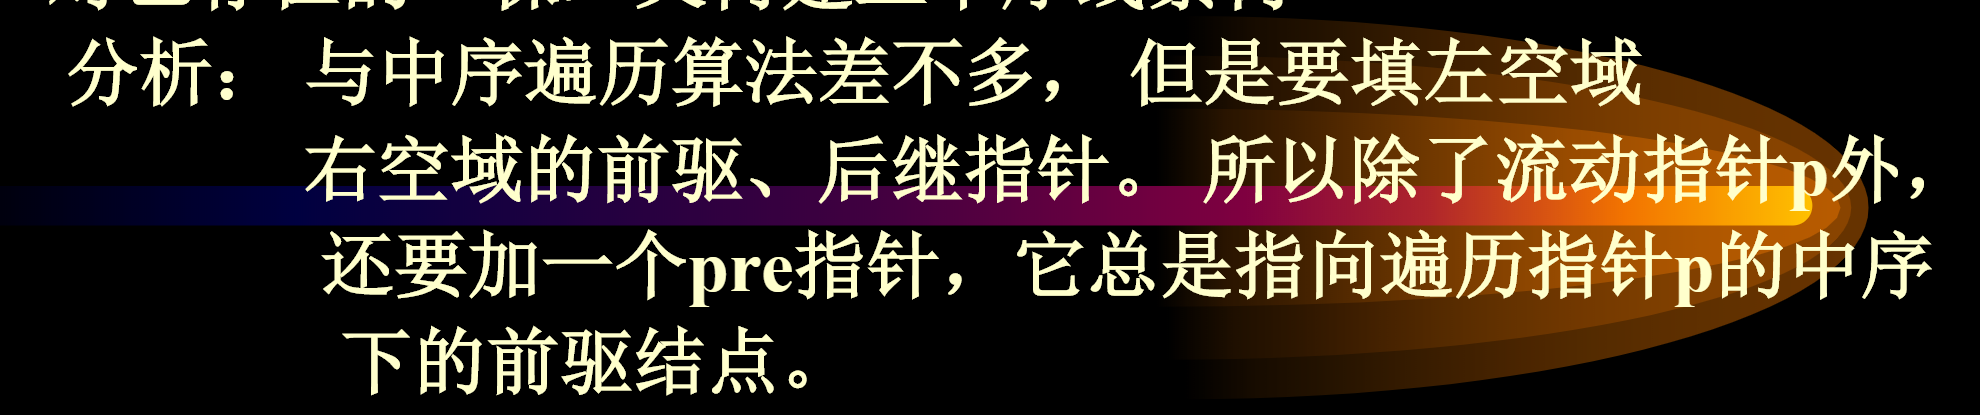 分析： 与中序遍历算法差不多， 但是要填左空域
右空域的前驱、后继指针。 所以除了流动指针p外，
还要加一个pre指针， 它总是指向遍历指针p的中序
下的前驱结点。